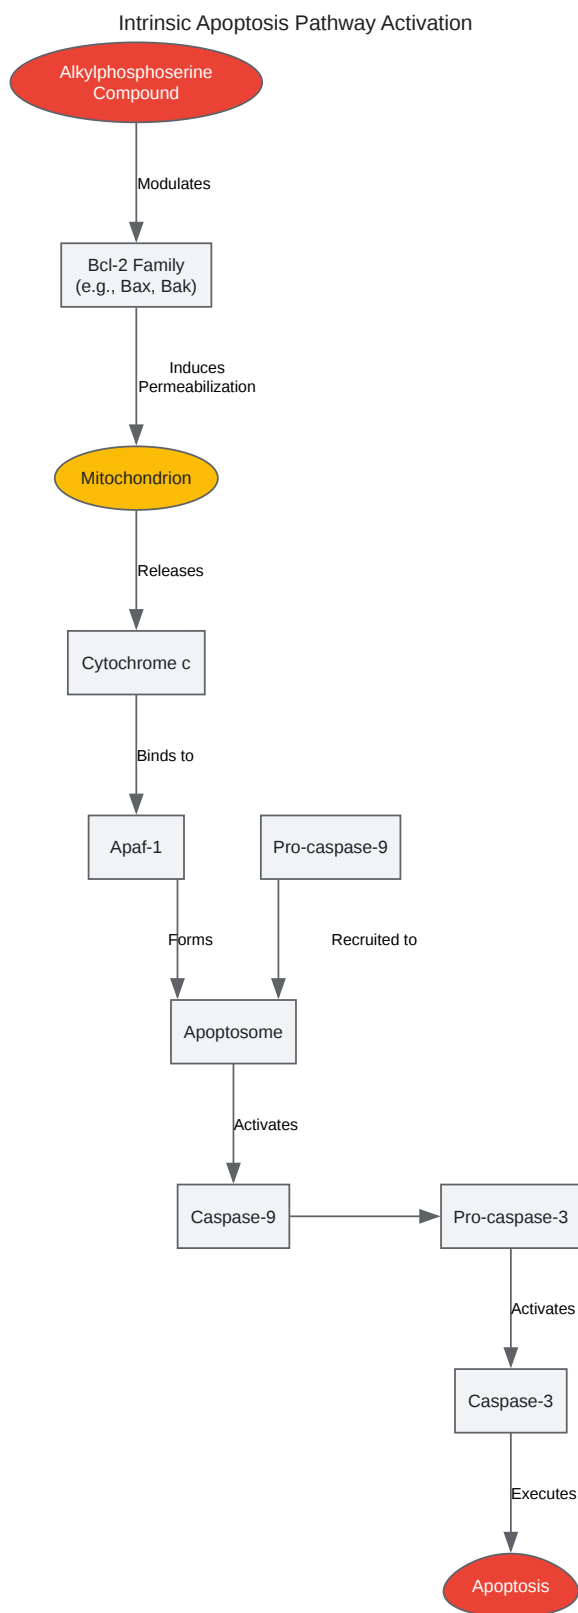 Intrinsic Apoptosis Pathway Activation
Alkylphosphoserine
Compound
Modulates
Bcl-2 Family
(e.g., Bax, Bak)
Induces
Permeabilization
Mitochondrion
Releases
Cytochrome c
Binds to
Apaf-1
Pro-caspase-9
Forms
Recruited to
Apoptosome
Activates
Caspase-9
Pro-caspase-3
Activates
Caspase-3
Executes
Apoptosis